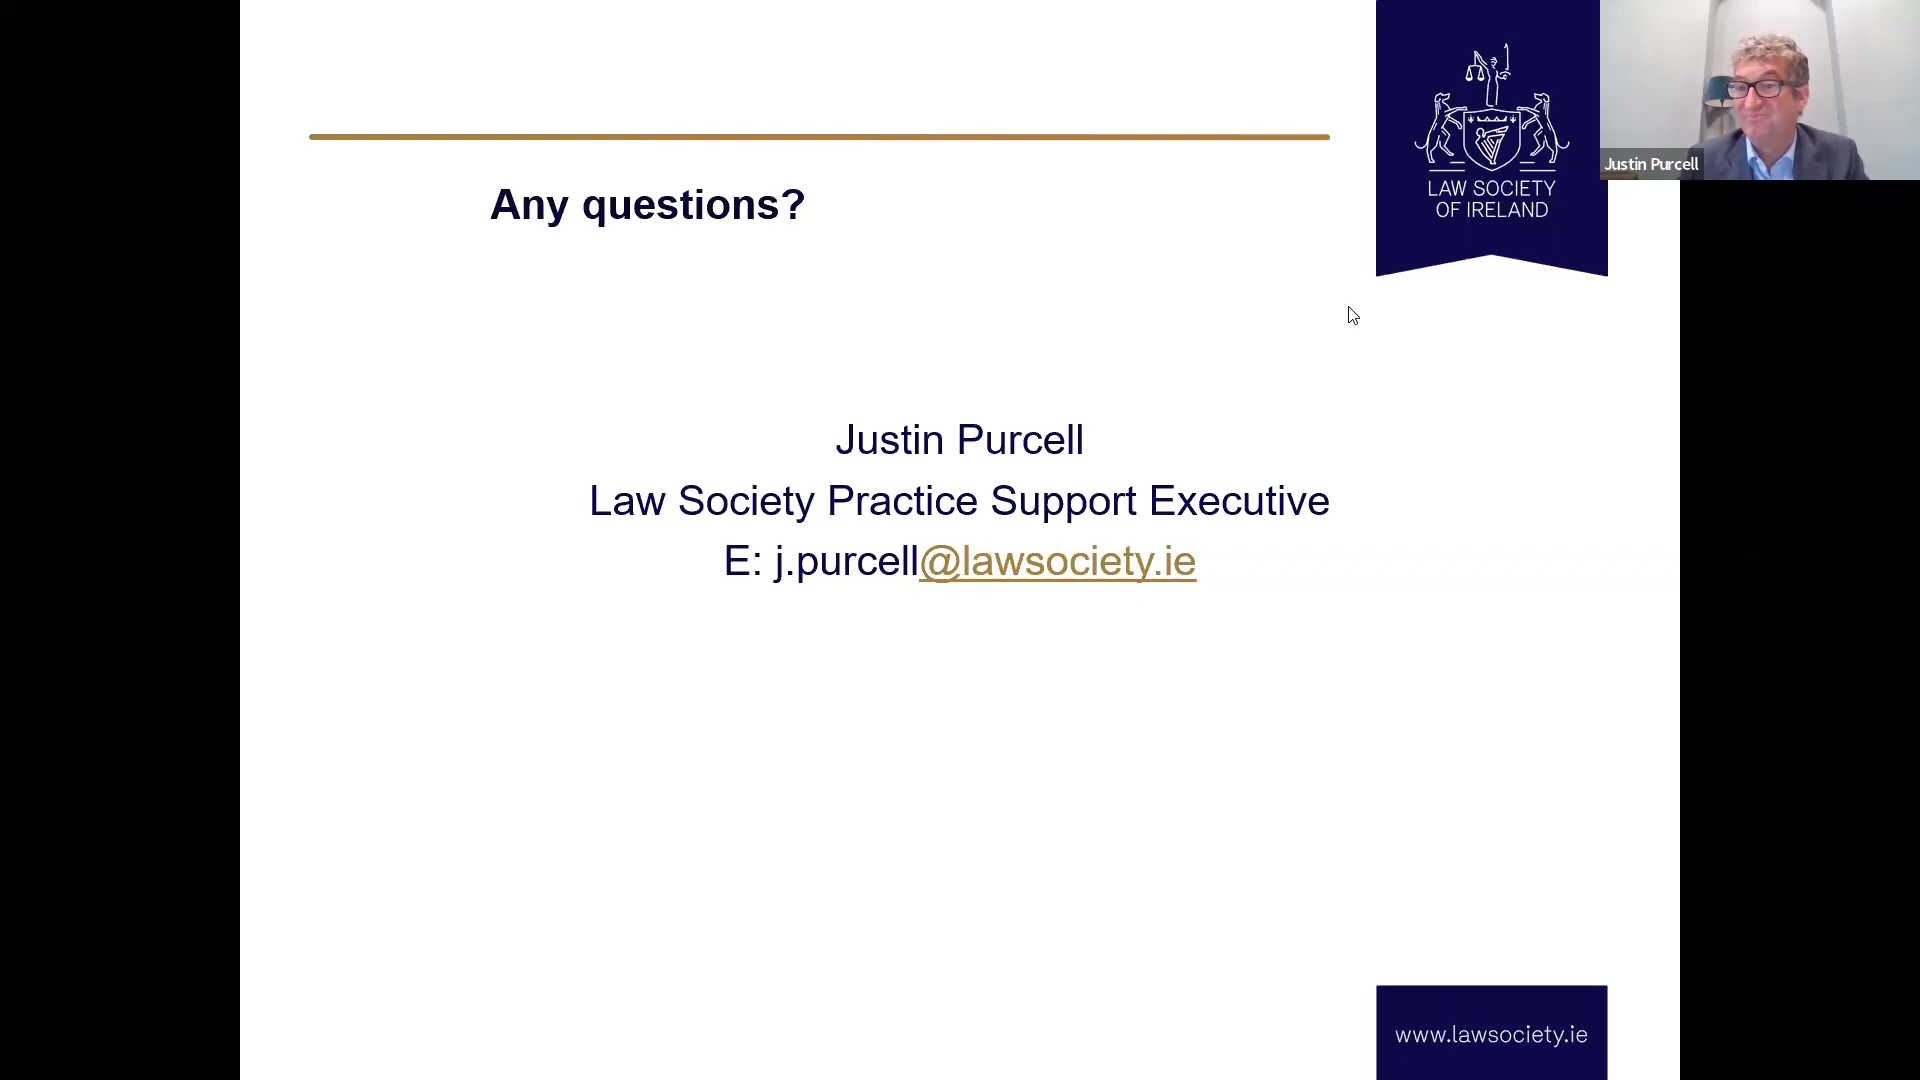 LAW SOCIETY
OF IRELAND
Justin Purcell
Any questions?
Justin Purcell
Law Society Practice Support Executive
E: j.purcell@lawsociety.ie
www.lawsociety.ie